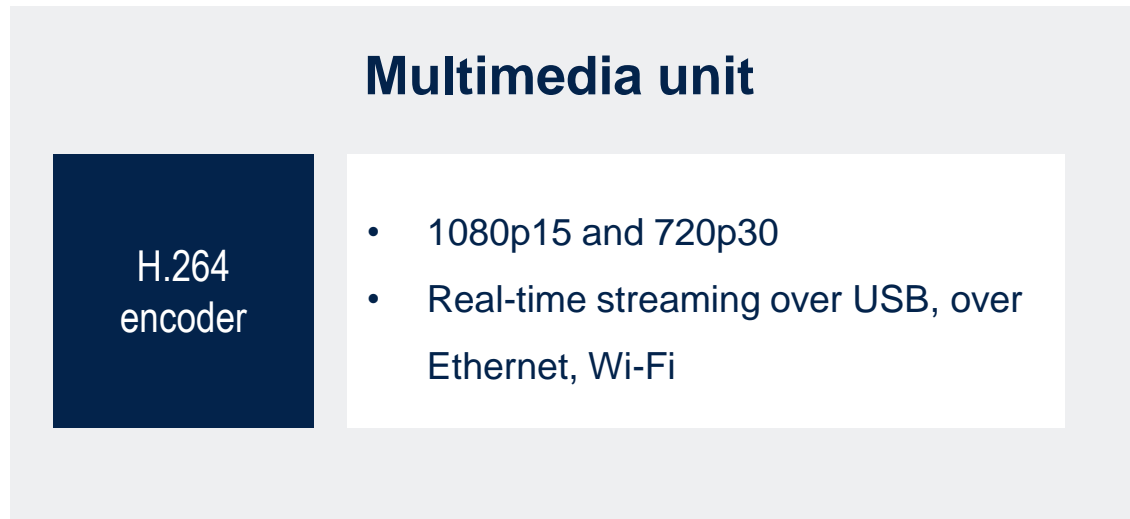 Multimedia unit
H.264
encoder
• 1080p15 and 720p30
• Real-time streaming over USB, over
Ethernet, Wi-Fi